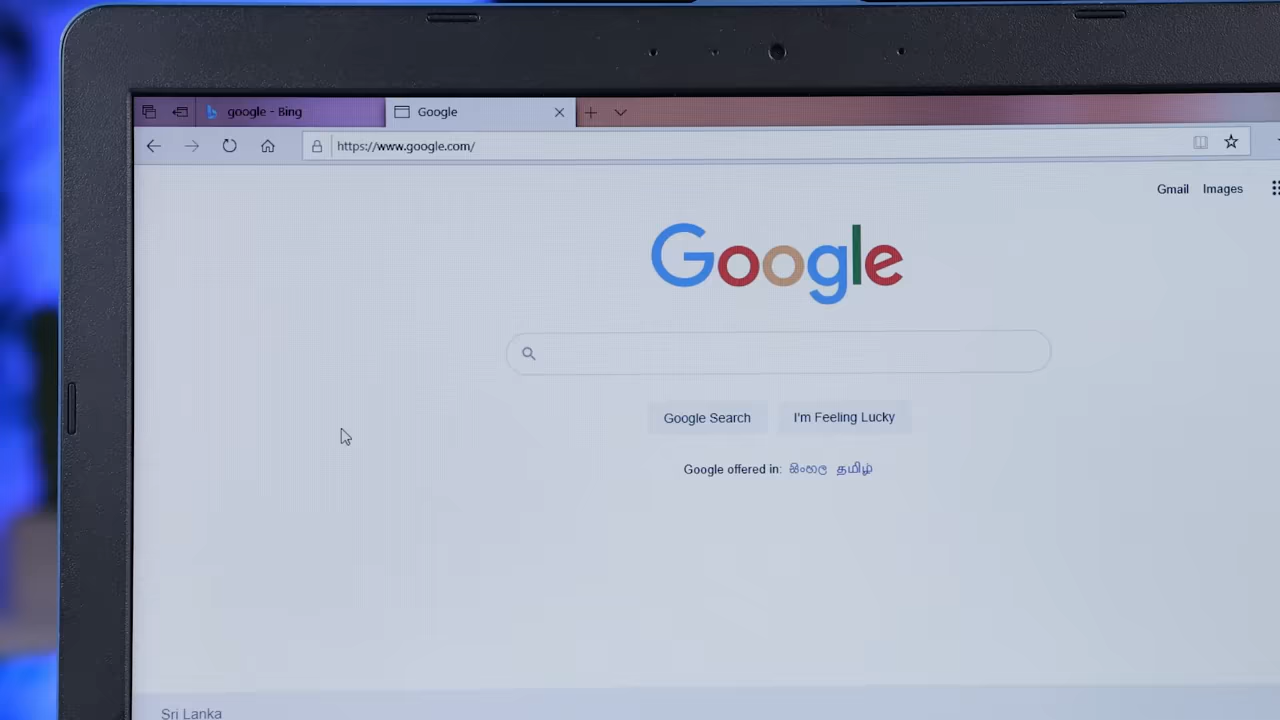 google - Bing
Google
https://www.google.com/
Gmail Images
Google
Google Search I'm Feeling Lucky
Google offered in: සිංහල தமிழ்
Sri Lanka